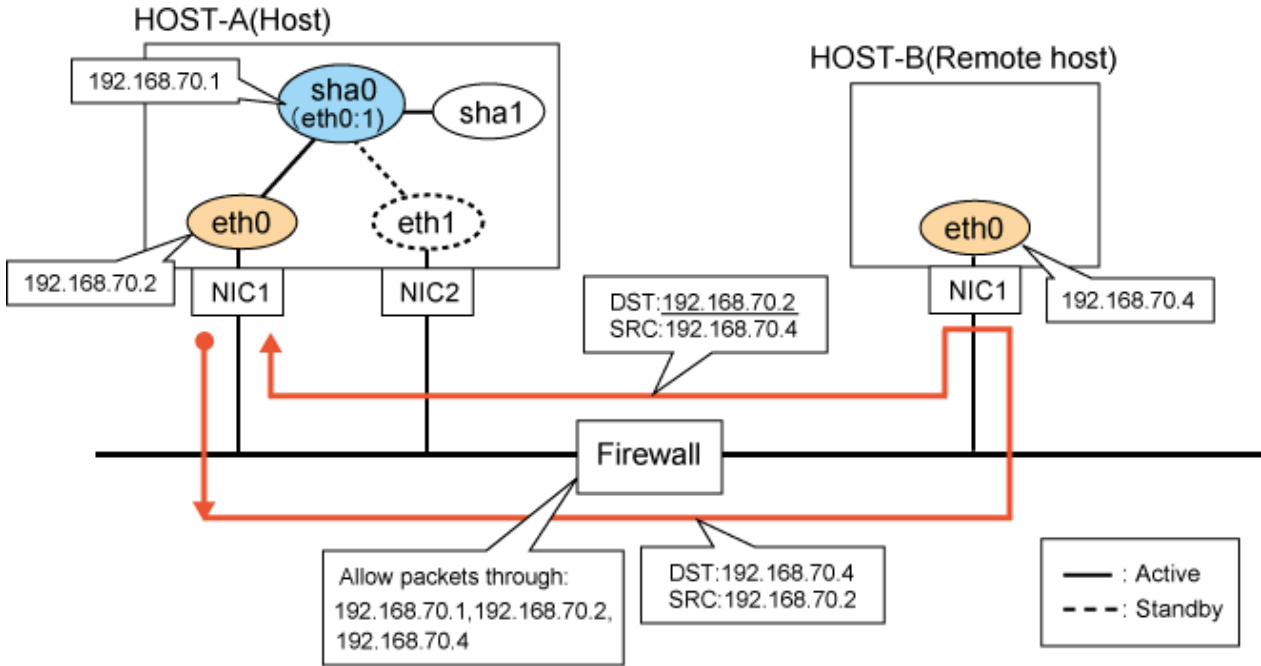 HOST-A(Host)
HOST-B(Remote host)
192.168.70.1
sha0
(eth0:1)
sha1
eth0
eth1
eth0
192.168.70.2
NIC1
NIC2
NIC1
192.168.70.4
DST:192.168.70.2
SRC:192.168.70.4
Firewall
Allow packets through:
192.168.70.1,192.168.70.2,
192.168.70.4
DST:192.168.70.4
SRC:192.168.70.2
: Active
: Standby